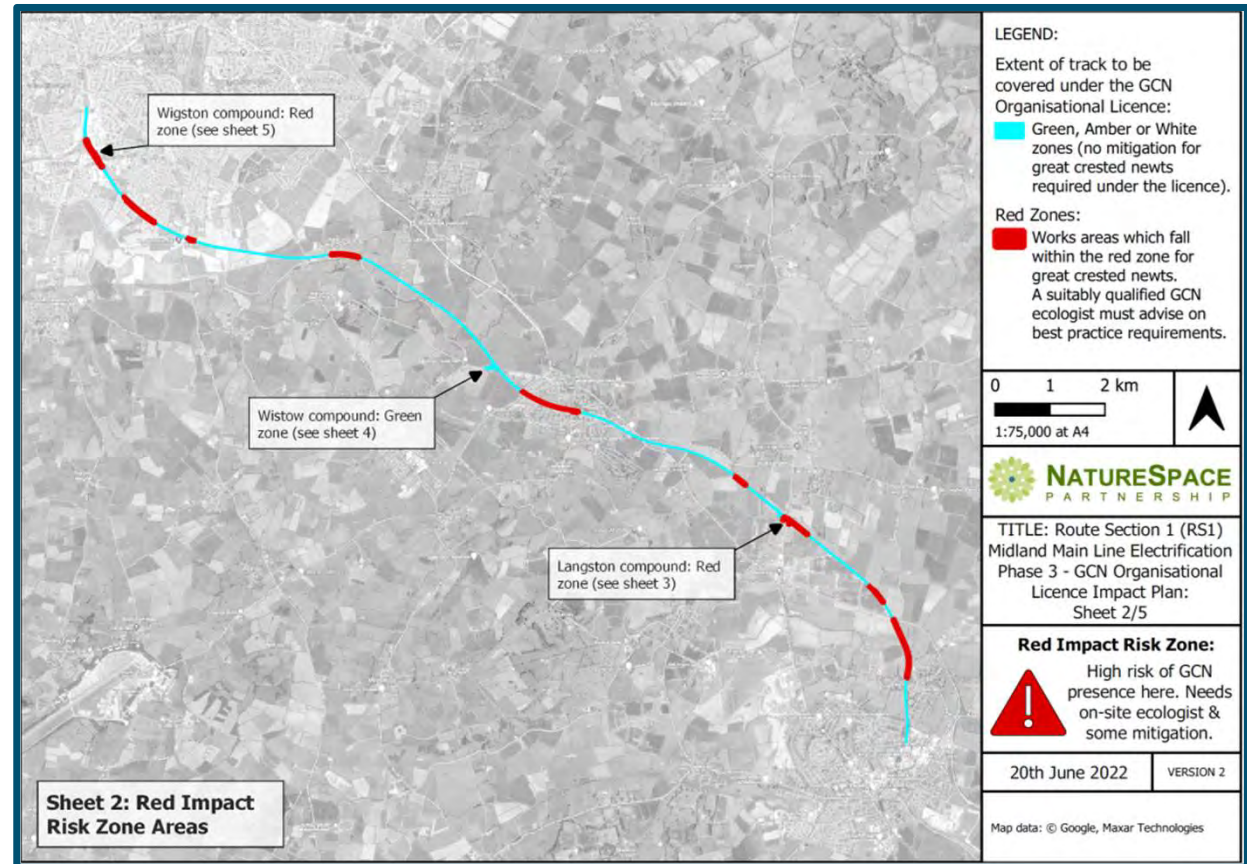 Wigston compound: Red
zone (see sheet 5)
Wistow compound: Green
zone (see sheet 4)
Langston compound: Red
zone (see sheet 3)
Sheet 2: Red Impact
Risk Zone Areas
LEGEND:
Extent of track to be
covered under the GCN
Organisational Licence:
Green, Amber or White
zones (no mitigation for
great crested newts
required under the licence).
Red Zones:
Works areas which fall
within the red zone for
great crested newts.
A suitably qualified GCN
ecologist must advise on
best practice requirements.
0 1 2 km
1:75,000 at A4
NATURESPACE
PARTNERSHIP
TITLE: Route Section 1 (RS1)
Midland Main Line Electrification
Phase 3 - GCN Organisational
Licence Impact Plan:
Sheet 2/5
Red Impact Risk Zone:
High risk of GCN
presence here. Needs
on-site ecologist &
some mitigation.
20th June 2022
VERSION 2
Map data: © Google, Maxar Technologies